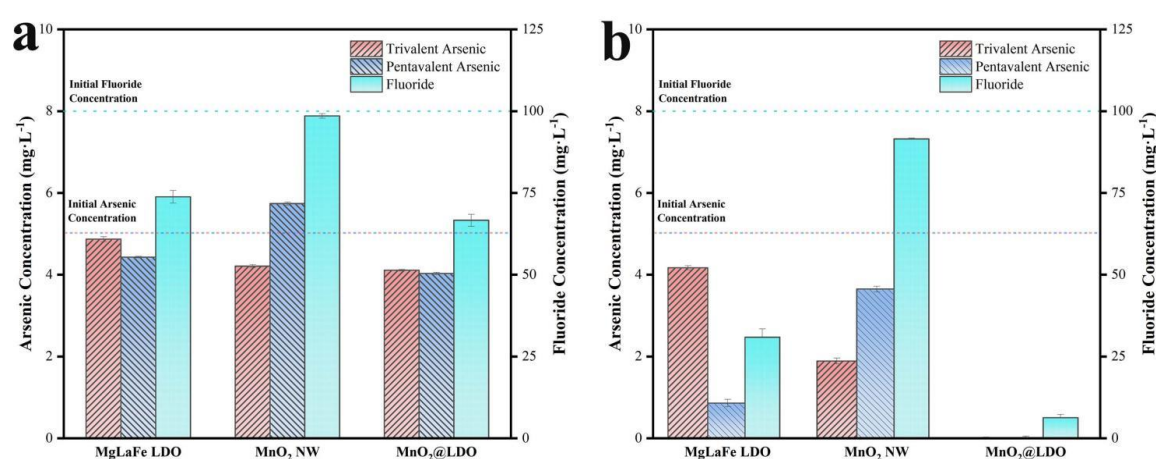 a
10
8
6
4
2
0
Arsenic Concentration (mg·L⁻¹)
Trivalent Arsenic
Pentavalent Arsenic
Fluoride
Initial Fluoride
Concentration
Initial Arsenic
Concentration
125
100
75
50
25
0
Fluoride Concentration (mg·L⁻¹)
MgLaFe LDO
MnO₂ NW
MnO₂@LDO
b
10
8
6
4
2
0
Arsenic Concentration (mg·L⁻¹)
Trivalent Arsenic
Pentavalent Arsenic
Fluoride
Initial Fluoride
Concentration
Initial Arsenic
Concentration
125
100
75
50
25
0
Fluoride Concentration (mg·L⁻¹)
MgLaFe LDO
MnO₂ NW
MnO₂@LDO